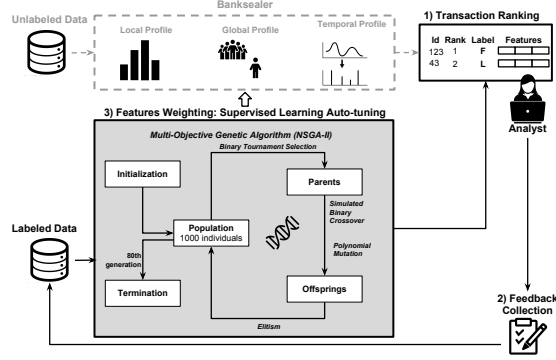 Banksealer
Unlabeled Data
Local Profile
Global Profile
Temporal Profile
1) Transaction Ranking
Id Rank Label Features
123 1 F
43 2 L
Analyst
3) Features Weighting: Supervised Learning Auto-tuning
Multi-Objective Genetic Algorithm (NSGA-II)
Binary Tournament Selection
Initialization
Parents
Simulated
Binary
Crossover
Labeled Data
Population
1000 individuals
Polynomial
Mutation
80th
generation
Termination
Offsprings
Elitism
2) Feedback
Collection